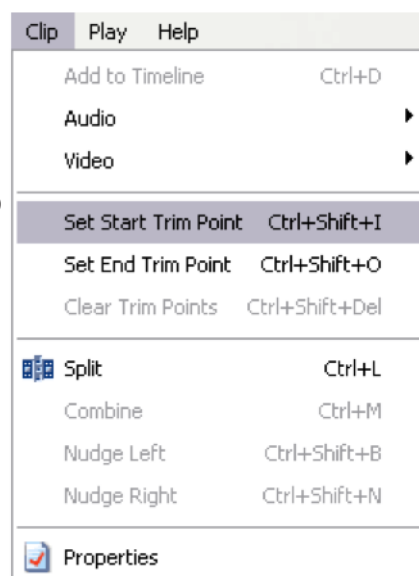 Clip Play Help
Add to Timeline Ctrl+D
Audio
Video
Set Start Trim Point Ctrl+Shift+I
Set End Trim Point Ctrl+Shift+O
Clear Trim Points Ctrl+Shift+Del
Split Ctrl+L
Combine Ctrl+M
Nudge Left Ctrl+Shift+B
Nudge Right Ctrl+Shift+N
Properties